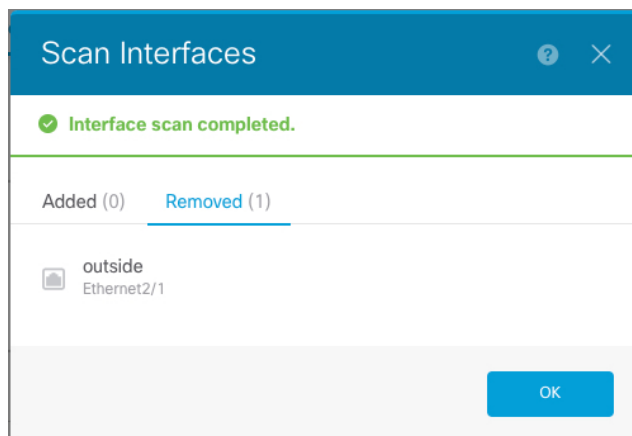 Scan Interfaces
Interface scan completed.
Added (0) Removed (1)
outside
Ethernet2/1
OK